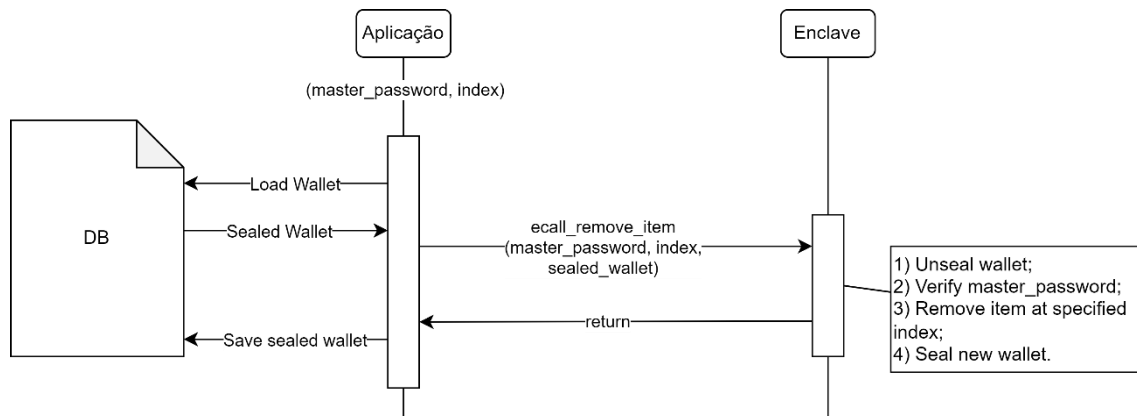 Aplicação
Enclave
(master_password, index)
Load Wallet
DB
Sealed Wallet
ecall_remove_item
(master_password, index,
sealed_wallet)
1) Unseal wallet;
2) Verify master_password;
3) Remove item at specified
index;
4) Seal new wallet.
return
Save sealed wallet